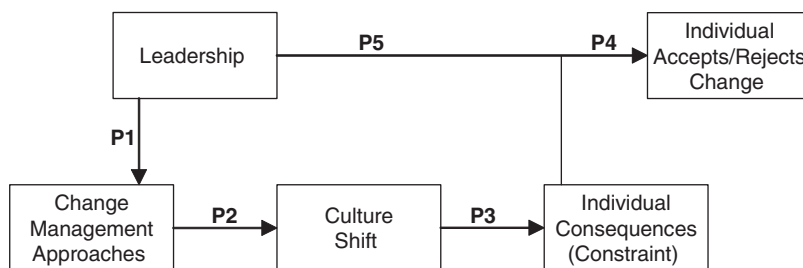 Leadership
P5
P4
Individual
Accepts/Rejects
Change
P1
Change
Management
Approaches
P2
Culture
Shift
P3
Individual
Consequences
(Constraint)